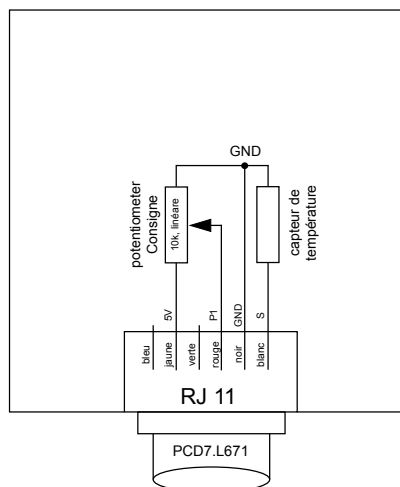 GND
potentiometer
Consigne
10k, linéare
capteur de
température
5V
P1
GND
S
bleu
jaune
verte
rouge
noir
blanc
RJ 11
PCD7.L671